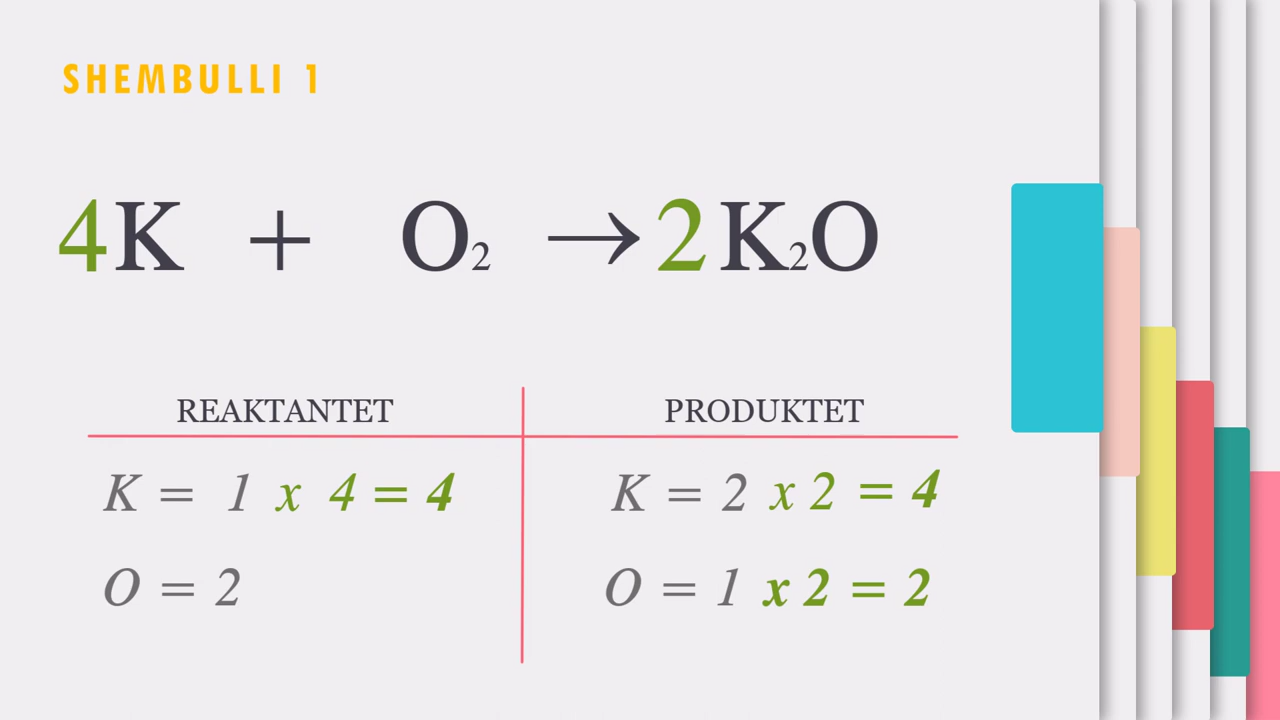 SHEMBULLI 1
4K + O₂ → 2K₂O
REAKTANTET PRODUKTET
K = 1 x 4 = 4 K = 2 x 2 = 4
O = 2 O = 1 x 2 = 2